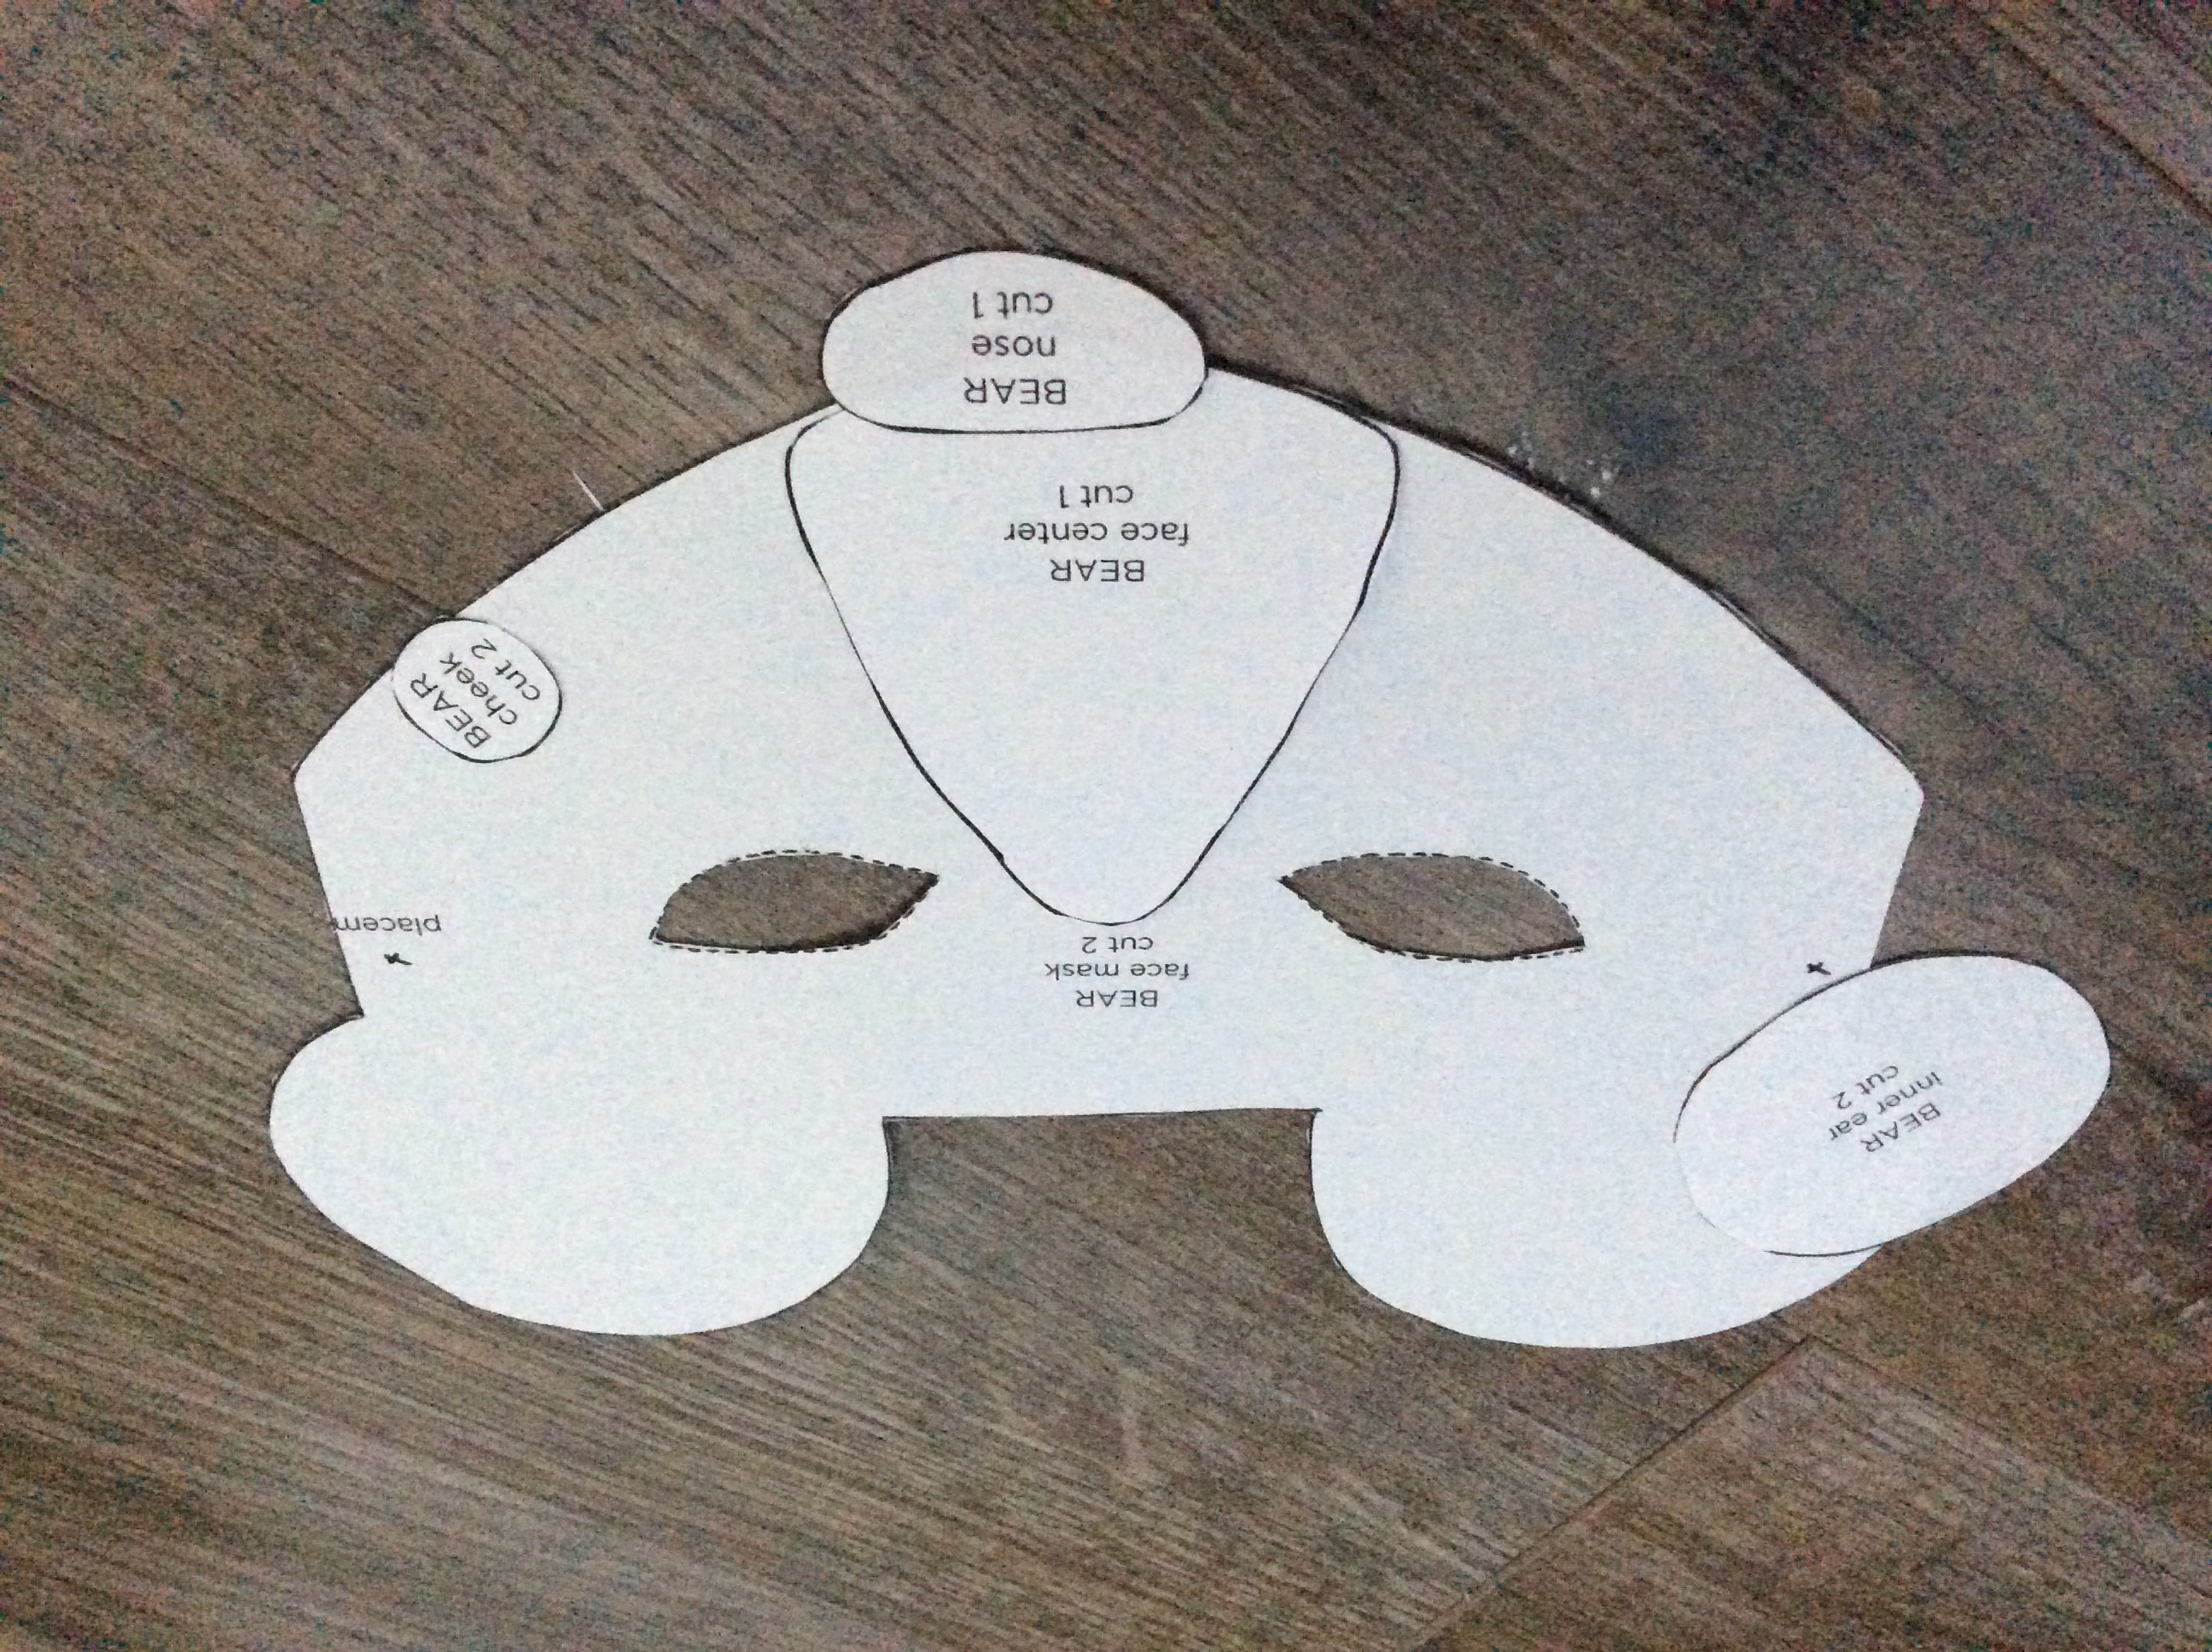 BEAR
inner ear
cut 2
BEAR
face mask
cut 2
placem
BEAR
cheek
cut 2
BEAR
face center
cut 1
BEAR
nose
cut 1